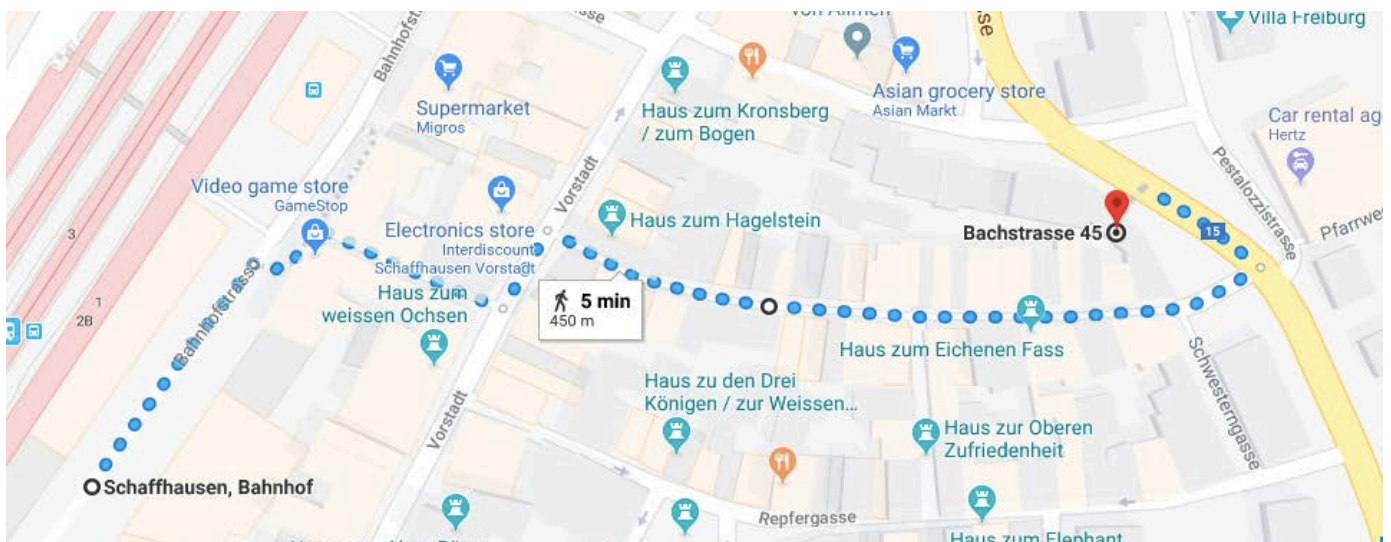 Villa Freiburg
Bahnhofstr
Asian grocery store
Asian Markt
Supermarket
Migros
Haus zum Kronsberg
/ zum Bogen
Car rental ag
Hertz
Vorstadt
Pestalozzistrasse
Video game store
GameStop
Haus zum Hagelstein
Electronics store
Interdiscount
Schaffhausen Vorstadt
Bachstrasse 45
15
Pfarrwe
3
Bahnhofstrasse
1
2B
Haus zum
weissen Ochsen
5 min
450 m
Haus zum Eichenen Fass
Schwesterngasse
Haus zu den Drei
Königen / zur Weissen...
Vorstadt
Haus zur Oberen
Zufriedenheit
Schaffhausen, Bahnhof
Repfergasse
Haus zum Elephant